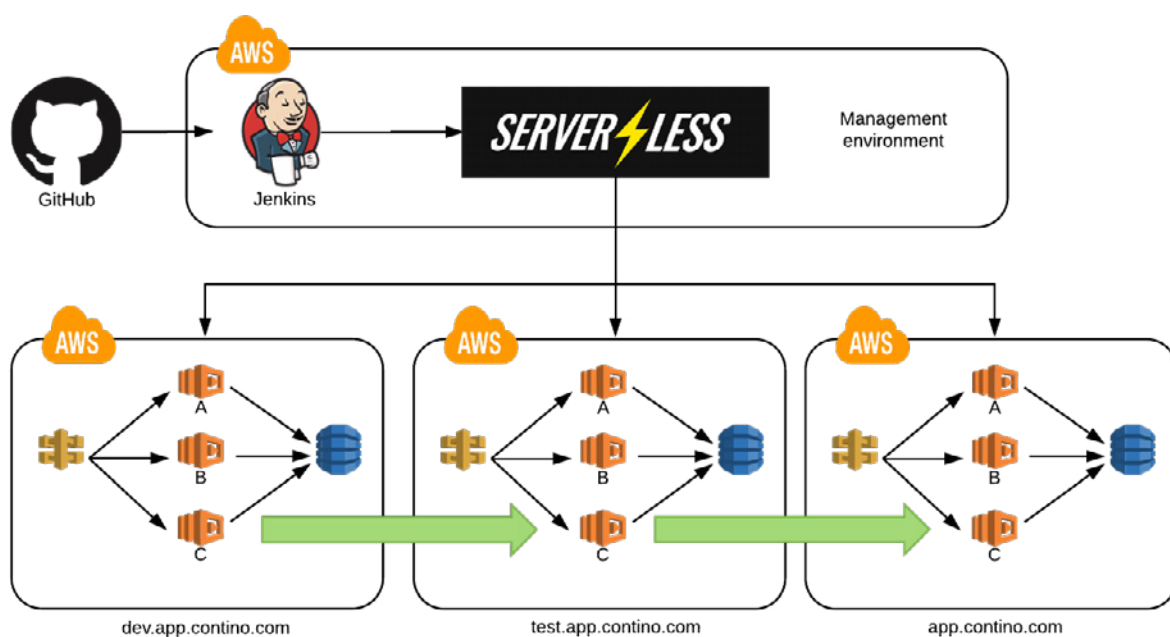 AWS
SERVERLESS
Management
environment
GitHub
Jenkins
AWS
AWS
AWS
A
A
A
B
B
B
C
C
C
dev.app.contino.com
test.app.contino.com
app.contino.com